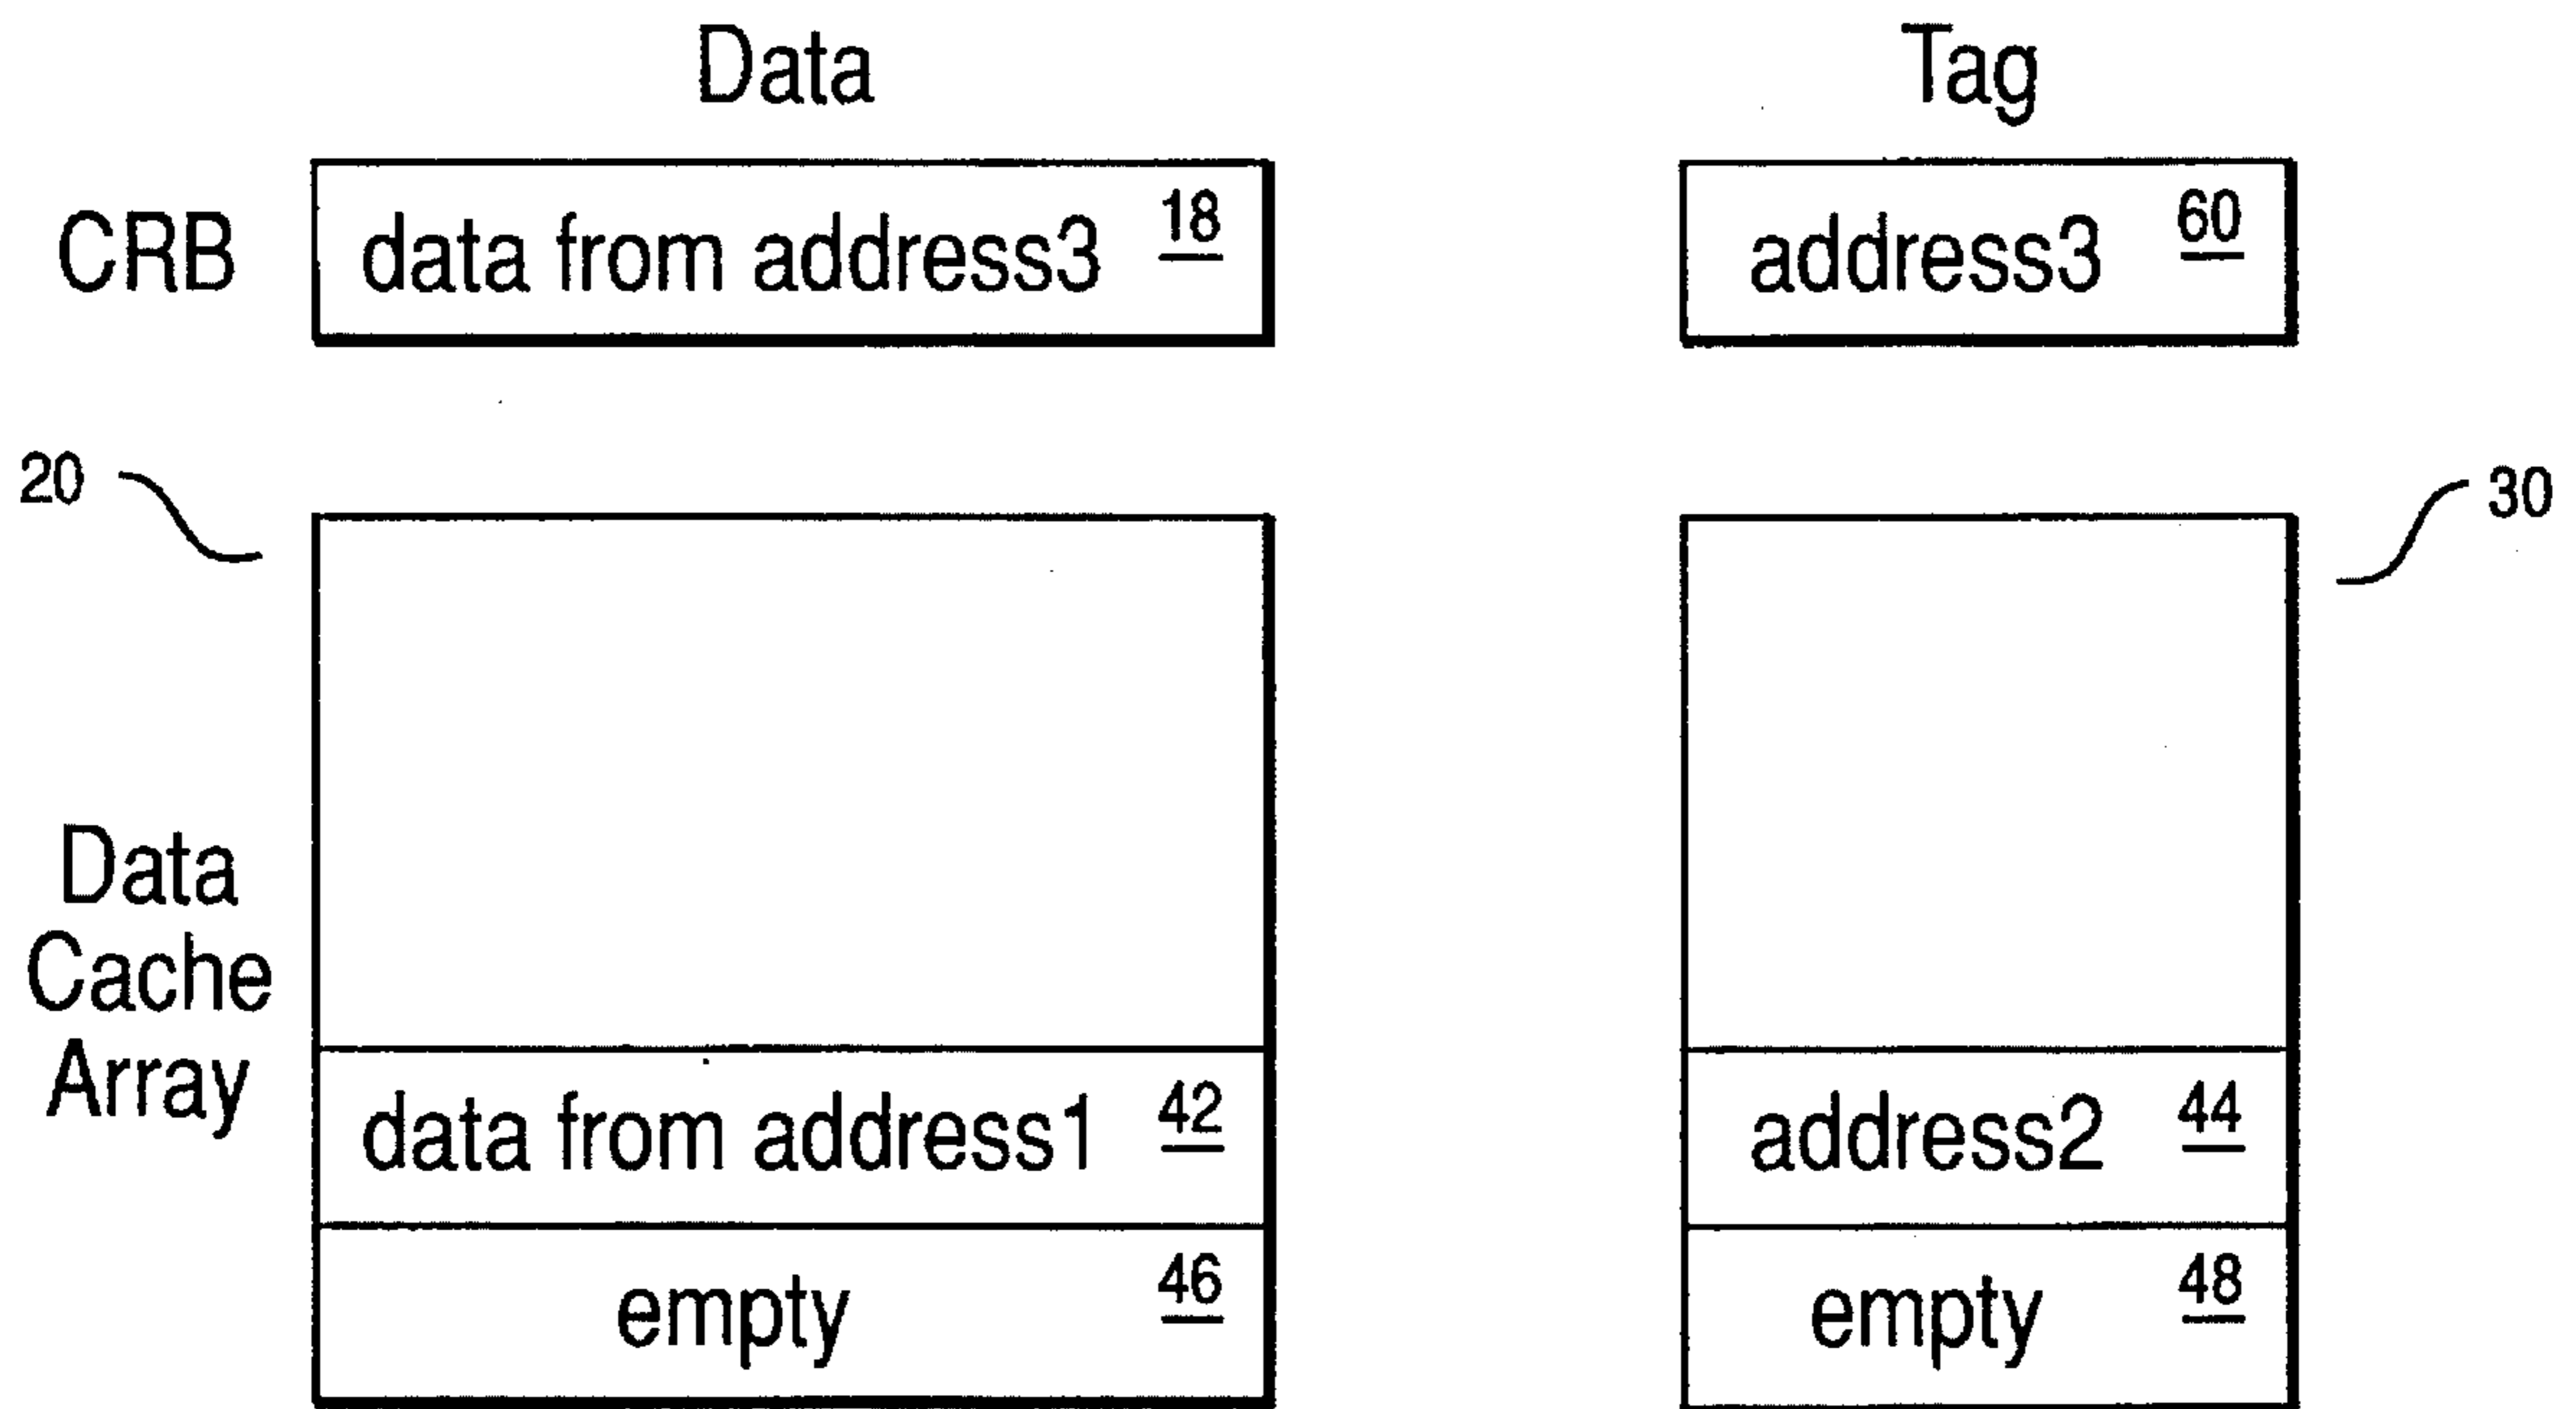 Data Tag
CRB data from address3 18 address3 60
20 30
Data
Cache
Array
data from address1 42 address2 44
empty 46 empty 48